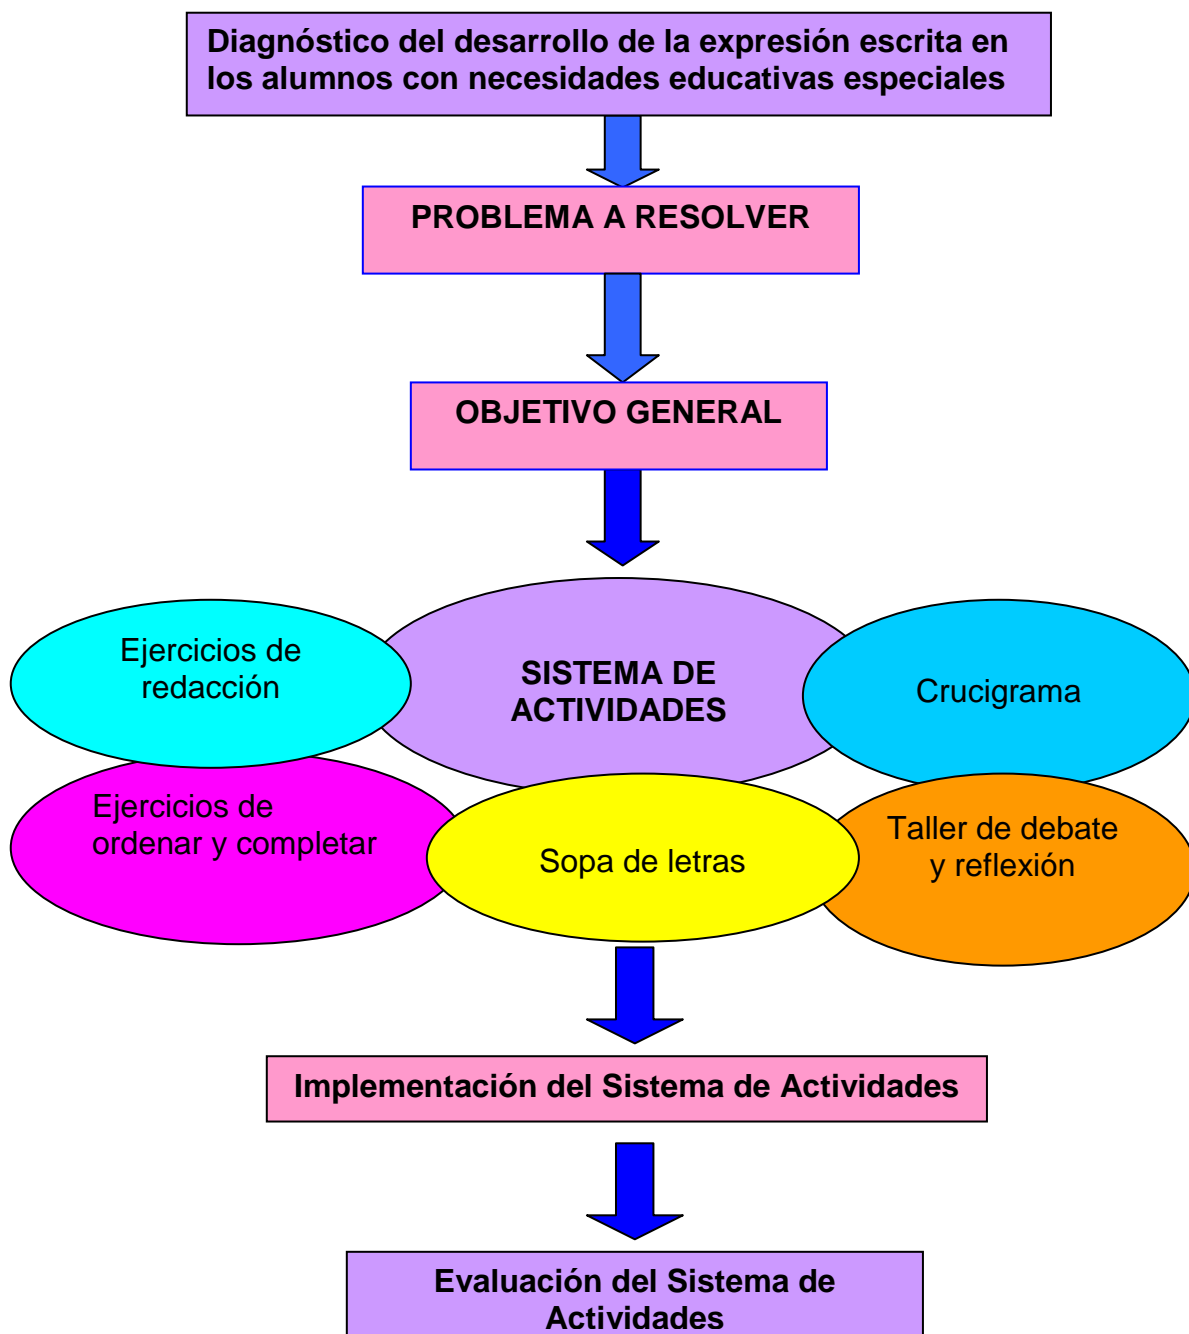 Diagnóstico del desarrollo de la expresión escrita en
los alumnos con necesidades educativas especiales
PROBLEMA A RESOLVER
OBJETIVO GENERAL
Ejercicios de
redacción
SISTEMA DE
ACTIVIDADES
Crucigrama
Ejercicios de
ordenar y completar
Sopa de letras
Taller de debate
y reflexión
Implementación del Sistema de Actividades
Evaluación del Sistema de
Actividades